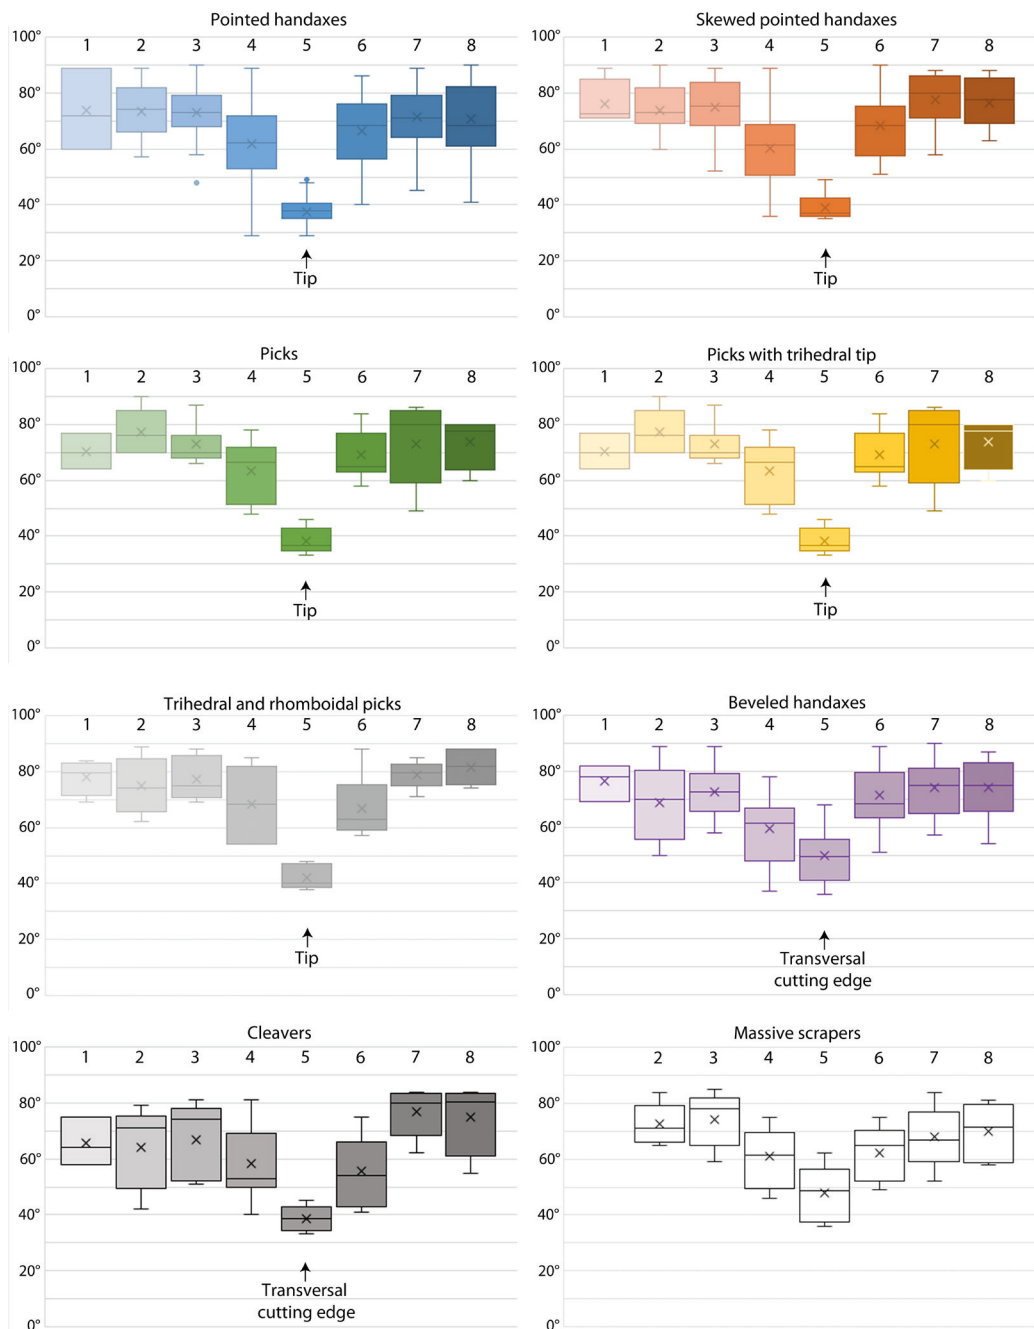 Pointed handaxes
100°
1 2 3 4 5 6 7 8
80°
60°
40°
20°
Tip
0°
Skewed pointed handaxes
100°
1 2 3 4 5 6 7 8
80°
60°
40°
20°
Tip
0°
Picks
100°
1 2 3 4 5 6 7 8
80°
60°
40°
20°
Tip
0°
Picks with trihedral tip
100°
1 2 3 4 5 6 7 8
80°
60°
40°
20°
Tip
0°
Trihedral and rhomboidal picks
100°
1 2 3 4 5 6 7 8
80°
60°
40°
20°
Tip
0°
Beveled handaxes
100°
1 2 3 4 5 6 7 8
80°
60°
40°
20°
Transversal
cutting edge
0°
Cleavers
100°
1 2 3 4 5 6 7 8
80°
60°
40°
20°
Transversal
cutting edge
0°
Massive scrapers
100°
2 3 4 5 6 7 8
80°
60°
40°
20°
0°